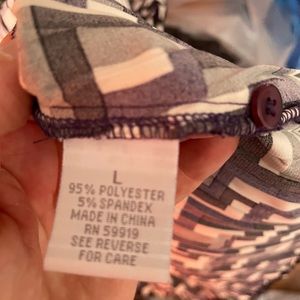 L
95% POLYESTER
5% SPANDEX
MADE IN CHINA
RN 59919
SEE REVERSE
FOR CARE